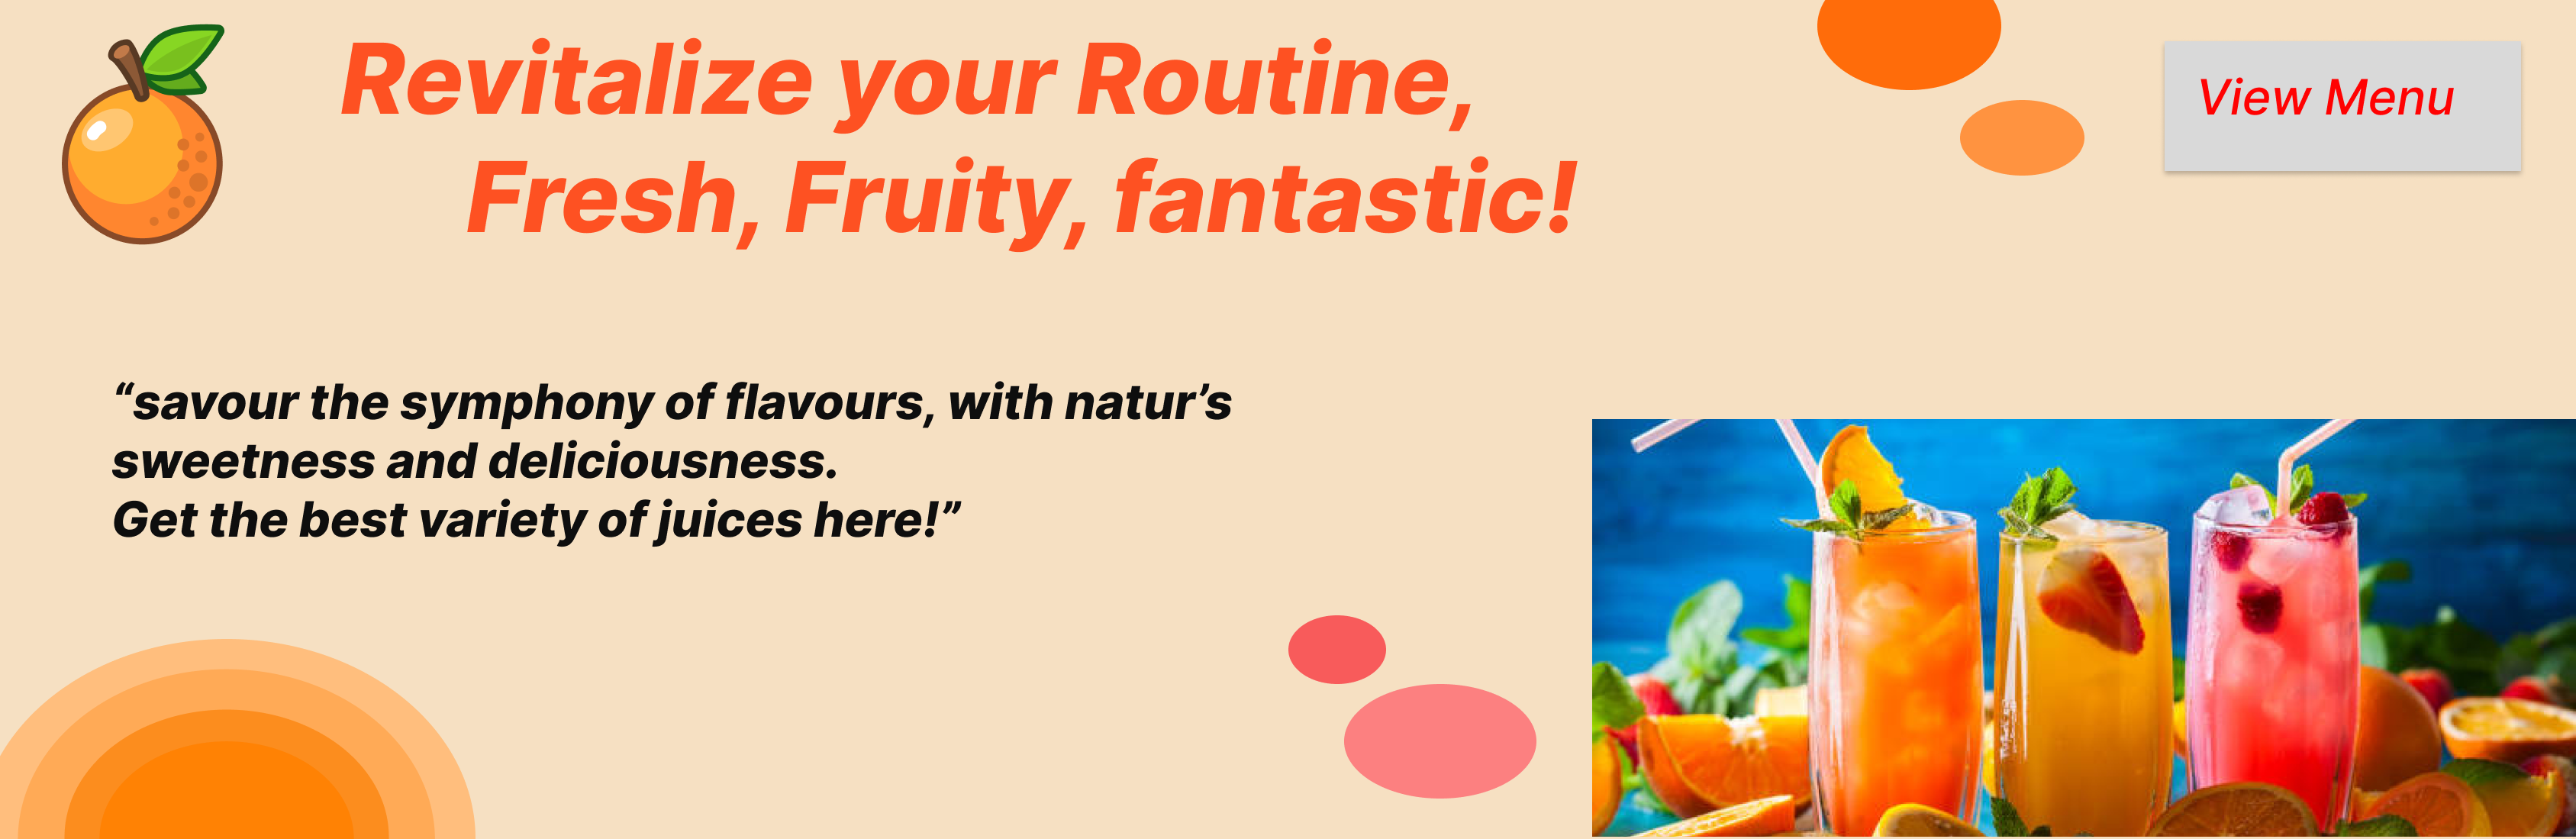 Revitalize your Routine,
Fresh, Fruity, fantastic!
View Menu
“savour the symphony of flavours, with natur’s
sweetness and deliciousness.
Get the best variety of juices here!”